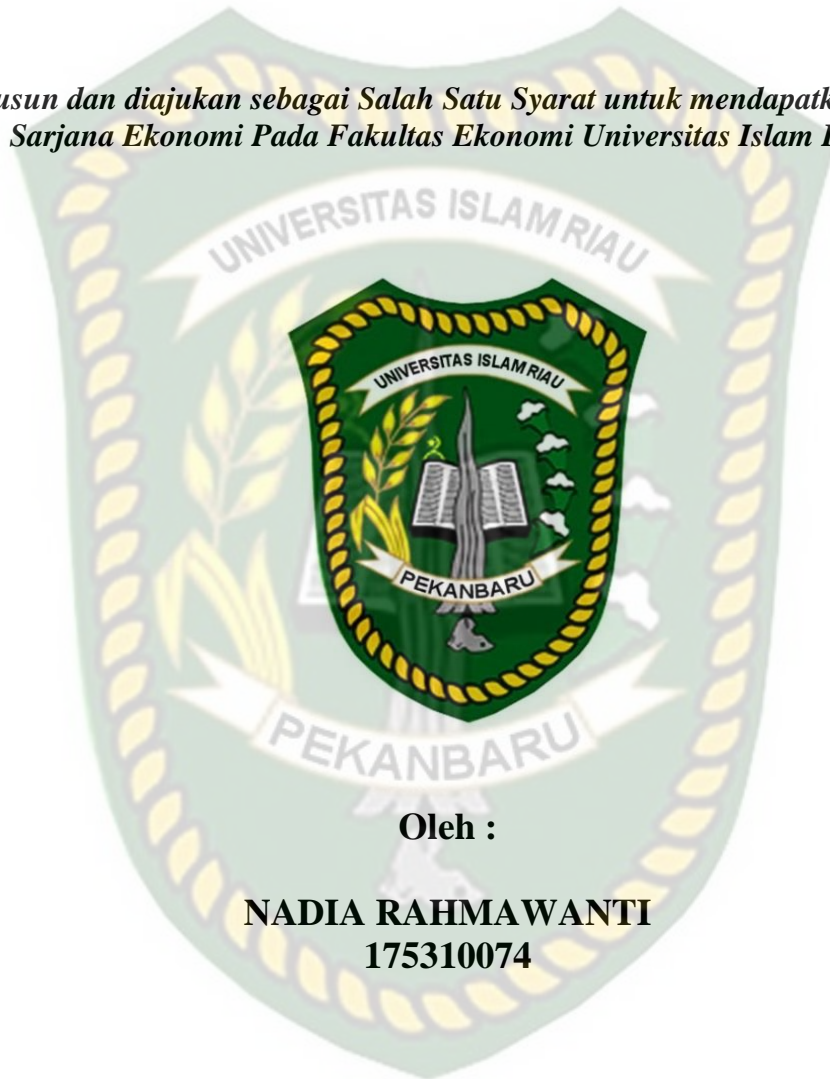 usun dan diajukan sebagai Salah Satu Syarat untuk mendapatk
Sarjana Ekonomi Pada Fakultas Ekonomi Universitas Islam
UNIVERSITAS ISLAM RIAU
UNIVERSITAS ISLAM RIAU
PEKANBARU
PEKANBARU
Oleh :
NADIA RAHMAWANTI
175310074